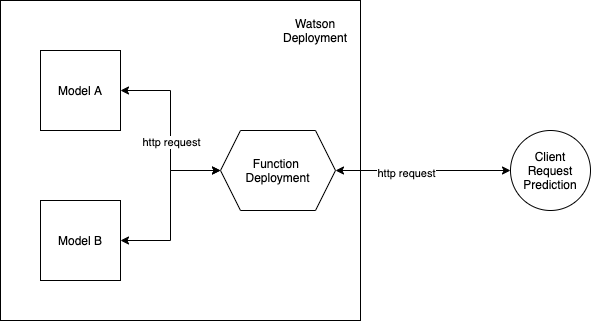 Watson
Deployment
Model A
http request
Function
Deployment
http request
Client
Request
Prediction
Model B